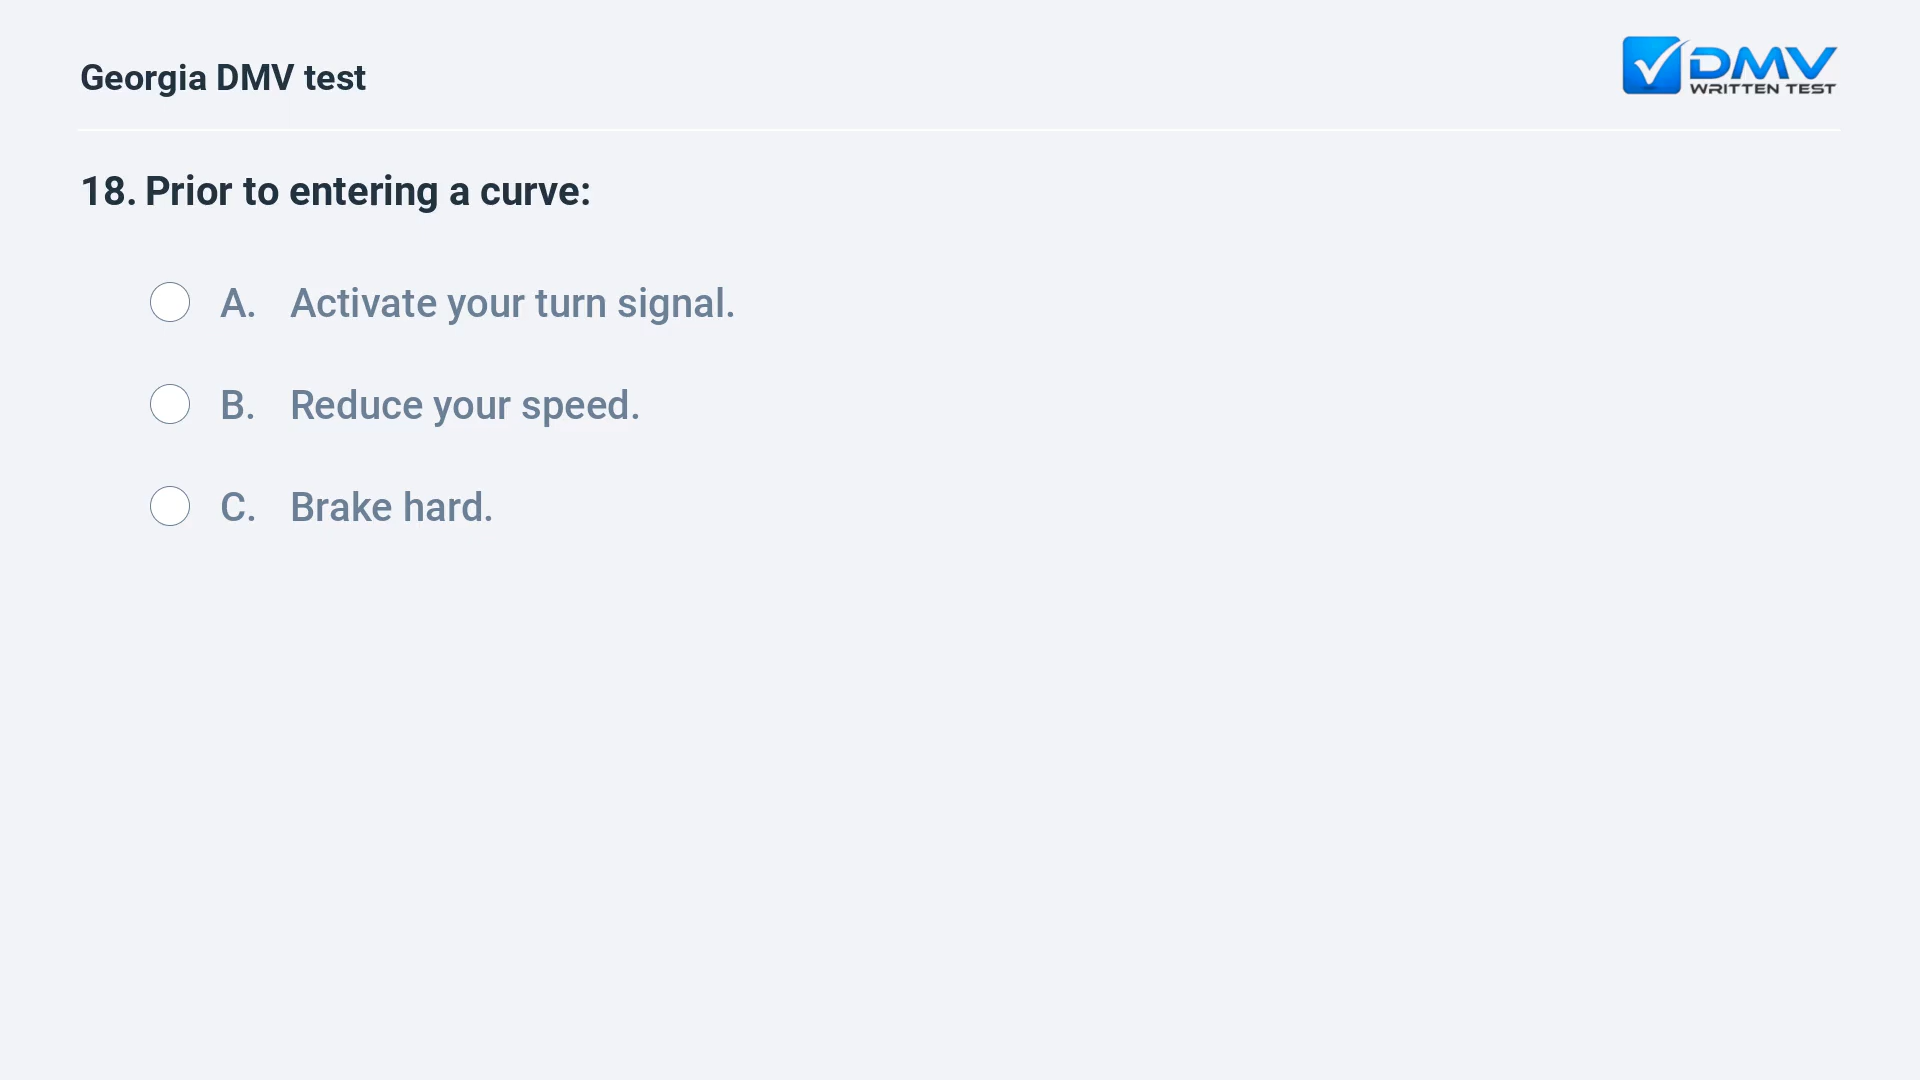 Georgia DMV test
DMV
WRITTEN TEST
18. Prior to entering a curve:
A. Activate your turn signal.
B. Reduce your speed.
C. Brake hard.